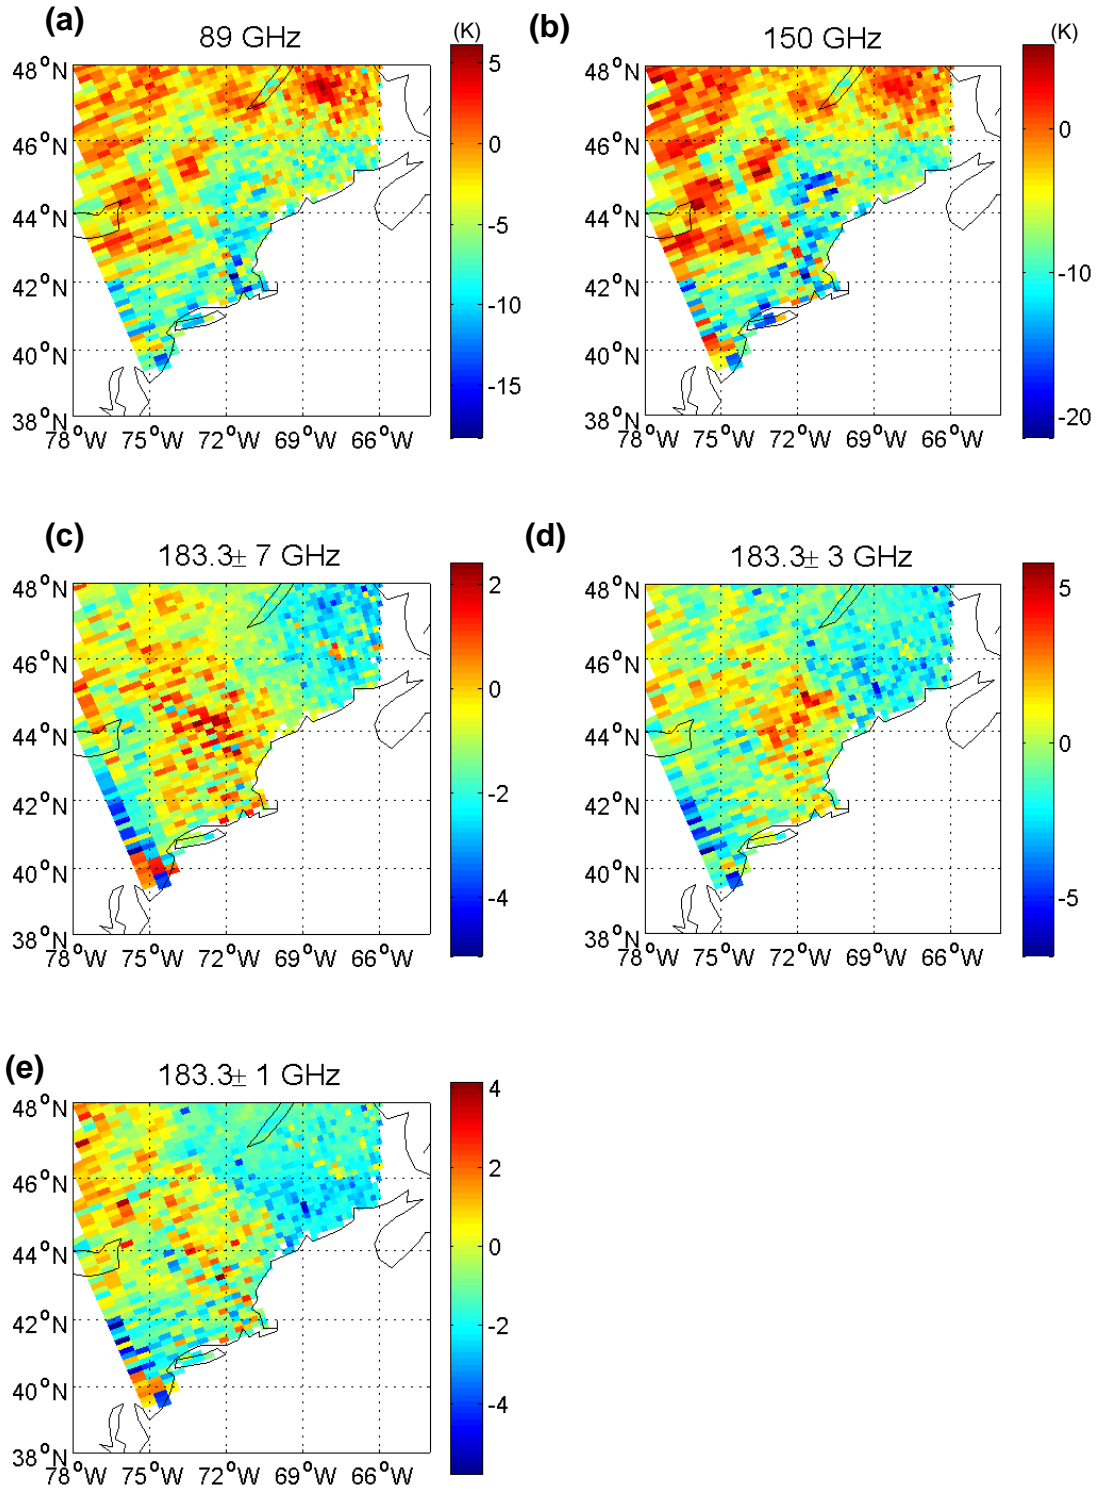 (a)
89 GHz
(K)
48°N
46°N
44°N
42°N
40°N
38°N
78°W 75°W 72°W 69°W 66°W
5
0
-5
-10
-15
(b)
150 GHz
(K)
48°N
46°N
44°N
42°N
40°N
38°N
78°W 75°W 72°W 69°W 66°W
0
-10
-20
(c)
183.3± 7 GHz
48°N
46°N
44°N
42°N
40°N
38°N
78°W 75°W 72°W 69°W 66°W
2
0
-2
-4
(d)
183.3± 3 GHz
48°N
46°N
44°N
42°N
40°N
38°N
78°W 75°W 72°W 69°W 66°W
5
0
-5
(e)
183.3± 1 GHz
48°N
46°N
44°N
42°N
40°N
38°N
78°W 75°W 72°W 69°W 66°W
4
2
0
-2
-4